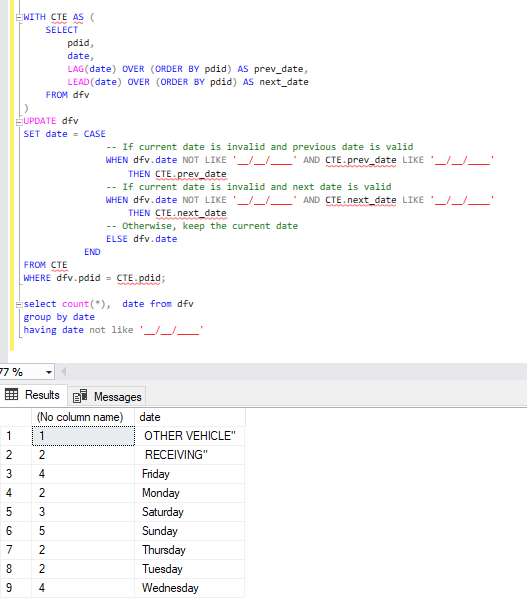 WITH CTE AS (
SELECT
pdid,
date,
LAG(date) OVER (ORDER BY pdid) AS prev_date,
LEAD(date) OVER (ORDER BY pdid) AS next_date
FROM dfv
)
UPDATE dfv
SET date = CASE
-- If current date is invalid and previous date is valid
WHEN dfv.date NOT LIKE '__/__/____' AND CTE.prev_date LIKE '__/__/____'
THEN CTE.prev_date
-- If current date is invalid and next date is valid
WHEN dfv.date NOT LIKE '__/__/____' AND CTE.next_date LIKE '__/__/____'
THEN CTE.next_date
-- Otherwise, keep the current date
ELSE dfv.date
END
FROM CTE
WHERE dfv.pdid = CTE.pdid;
select count(*), date from dfv
group by date
having date not like '__/__/____'
77 %
Results Messages
(No column name) date
1 1 OTHER VEHICLE"
2 2 RECEIVING"
3 4 Friday
4 2 Monday
5 3 Saturday
6 5 Sunday
7 2 Thursday
8 2 Tuesday
9 4 Wednesday